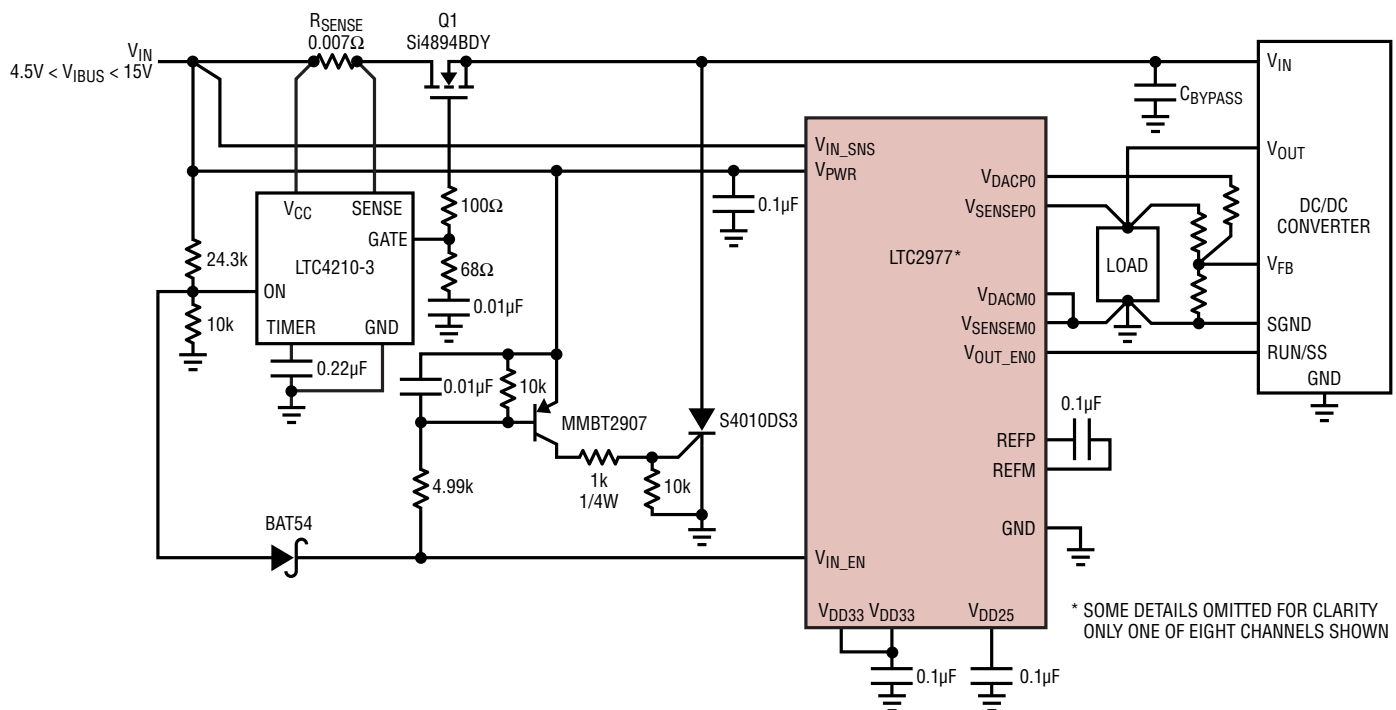 RSENSE
0.007Ω
Q1
Si4894BDY
VIN
4.5V < VIBUS < 15V
VCC
SENSE
GATE
LTC4210-3
ON
TIMER
GND
24.3k
10k
0.22µF
100Ω
68Ω
0.01µF
0.01µF
10k
MMBT2907
4.99k
1k
1/4W
10k
S4010DS3
BAT54
0.1µF
VIN_SNS
VPWR
LTC2977*
VIN_EN
VDD33
VDD33
VDD25
VDACP0
VSENSEP0
VDACM0
VSENSEM0
VOUT_EN0
REFP
REFM
GND
0.1µF
0.1µF
0.1µF
LOAD
CBYPASS
VIN
VOUT
DC/DC
CONVERTER
VFB
SGND
RUN/SS
GND
* SOME DETAILS OMITTED FOR CLARITY
ONLY ONE OF EIGHT CHANNELS SHOWN